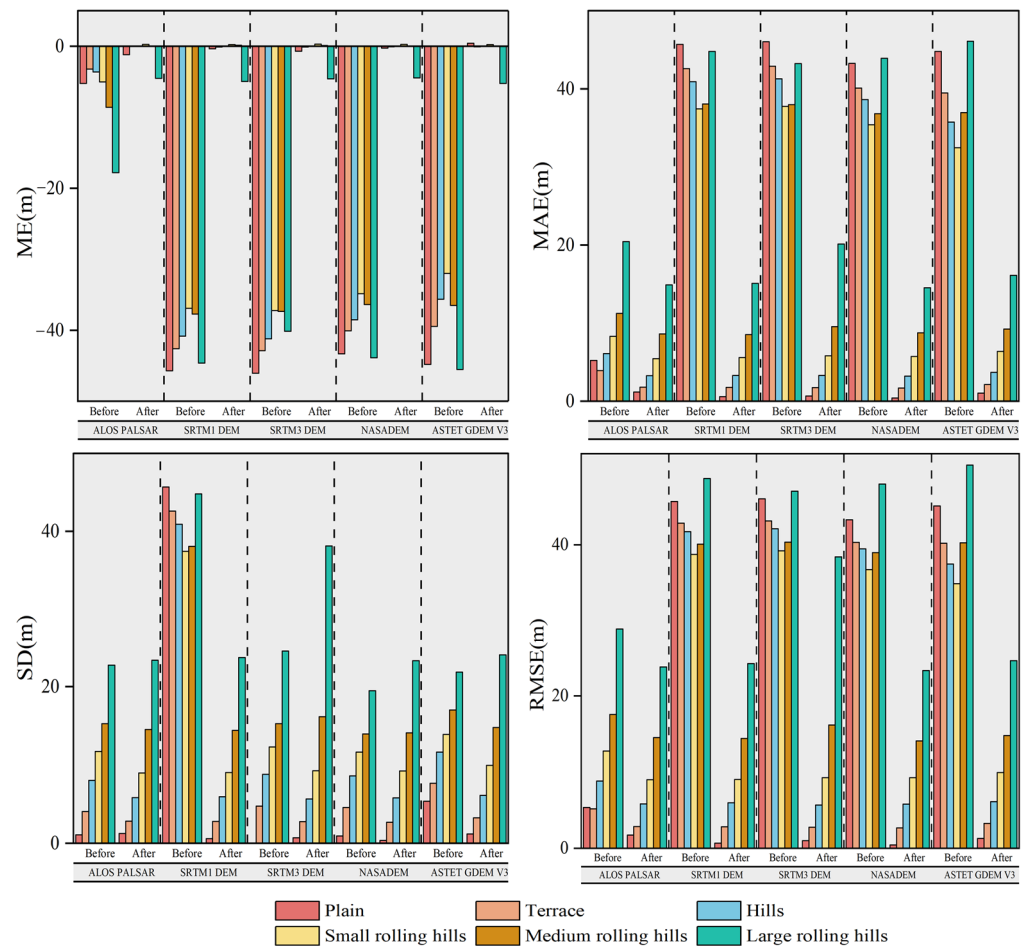 0
−20
−40
ME(m)
Before After Before After Before After Before After Before After
ALOS PALSAR SRTM1 DEM SRTM3 DEM NASADEM ASTET GDEM V3
40
20
0
MAE(m)
Before After Before After Before After Before After Before After
ALOS PALSAR SRTM1 DEM SRTM3 DEM NASADEM ASTET GDEM V3
40
20
0
SD(m)
Before After Before After Before After Before After Before After
ALOS PALSAR SRTM1 DEM SRTM3 DEM NASADEM ASTET GDEM V3
40
20
0
RMSE(m)
Before After Before After Before After Before After Before After
ALOS PALSAR SRTM1 DEM SRTM3 DEM NASADEM ASTET GDEM V3
Plain Terrace Hills
Small rolling hills Medium rolling hills Large rolling hills